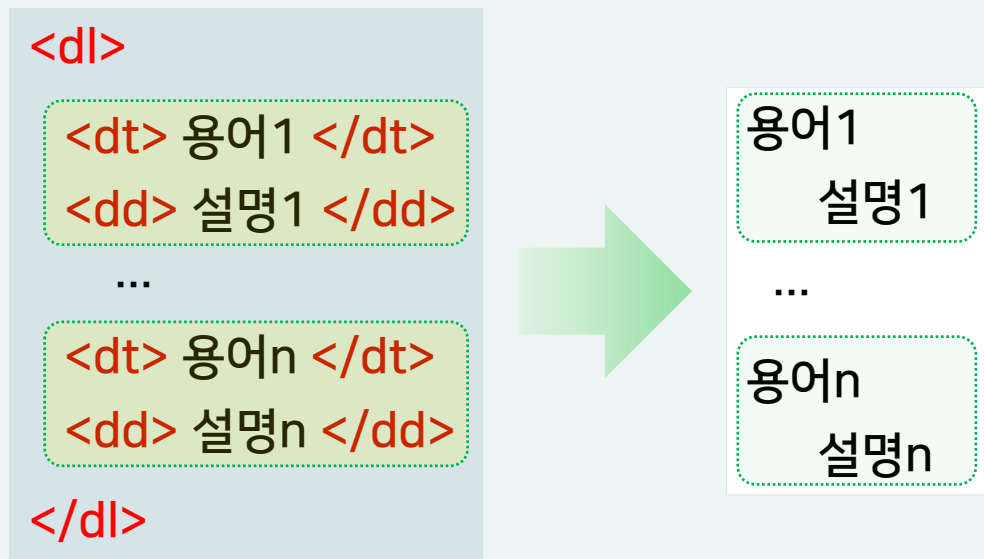 <dl>
<dt> 용어1 </dt>
<dd> 설명1 </dd>
...
<dt> 용어n </dt>
<dd> 설명n </dd>
</dl>
용어1
설명1
...
용어n
설명n